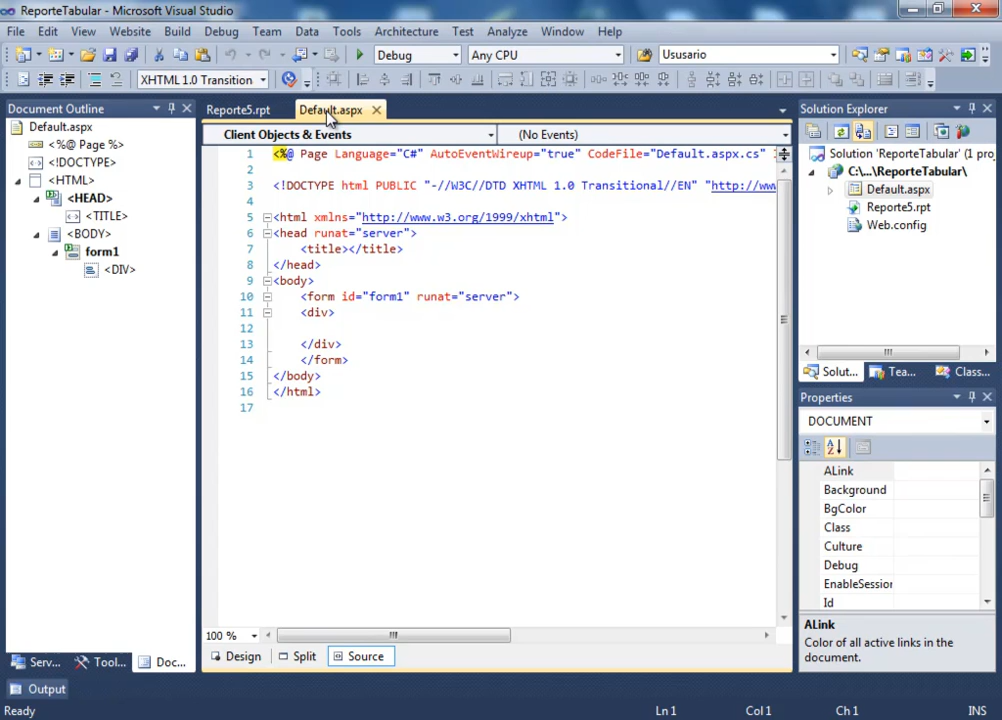 ReporteTabular - Microsoft Visual Studio
File Edit View Website Build Debug Team Data Tools Architecture Test Analyze Window Help
Debug Any CPU Ususario
XHTML 1.0 Transition
Document Outline
Default.aspx
<%@ Page %>
<!DOCTYPE>
<HTML>
<HEAD>
<TITLE>
<BODY>
form1
<DIV>
Serv... Tool... Doc...
Reporte5.rpt Default.aspx
Client Objects & Events (No Events)
1 <%@ Page Language="C#" AutoEventWireup="true" CodeFile="Default.aspx.cs"
2
3 <!DOCTYPE html PUBLIC "-//W3C//DTD XHTML 1.0 Transitional//EN" "http://ww
4
5 <html xmlns="http://www.w3.org/1999/xhtml">
6 <head runat="server">
7 <title></title>
8 </head>
9 <body>
10 <form id="form1" runat="server">
11 <div>
12
13 </div>
14 </form>
15 </body>
16 </html>
17
100 %
Design Split Source
Solution Explorer
Solution 'ReporteTabular' (1 proj
C:\...\ReporteTabular\
Default.aspx
Reporte5.rpt
Web.config
Solut... Tea... Class...
Properties
DOCUMENT
ALink
Background
BgColor
Class
Culture
Debug
EnableSession
Id
ALink
Color of all active links in the
document.
Output
Ready Ln 1 Col 1 Ch 1 INS